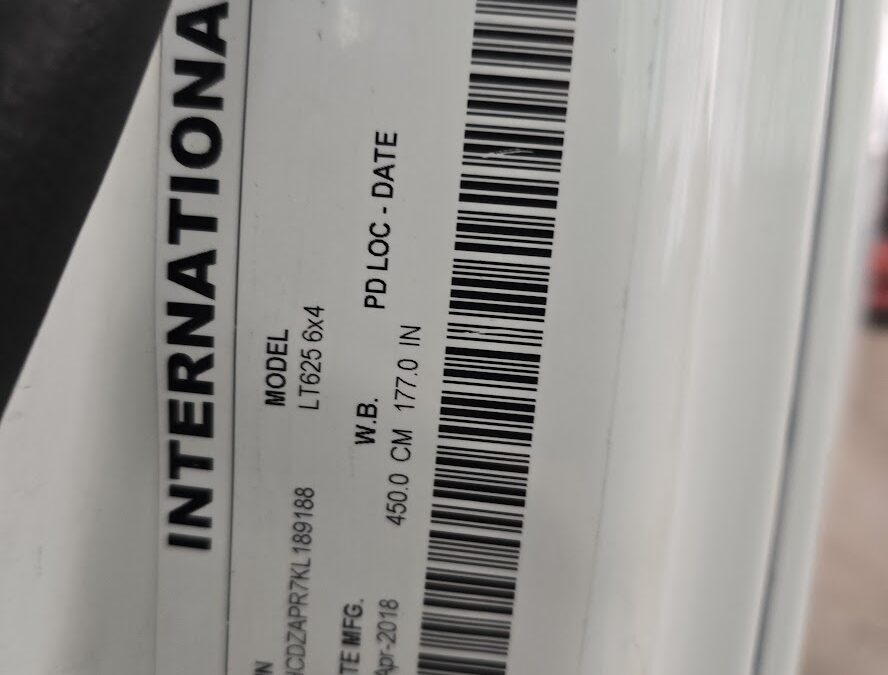 INTERNATIONA
N MODEL
CDZAPR7KL189188 LT625 6x4
TE MFG. W.B. PD LOC - DATE
Apr-2018 450.0 CM 177.0 IN